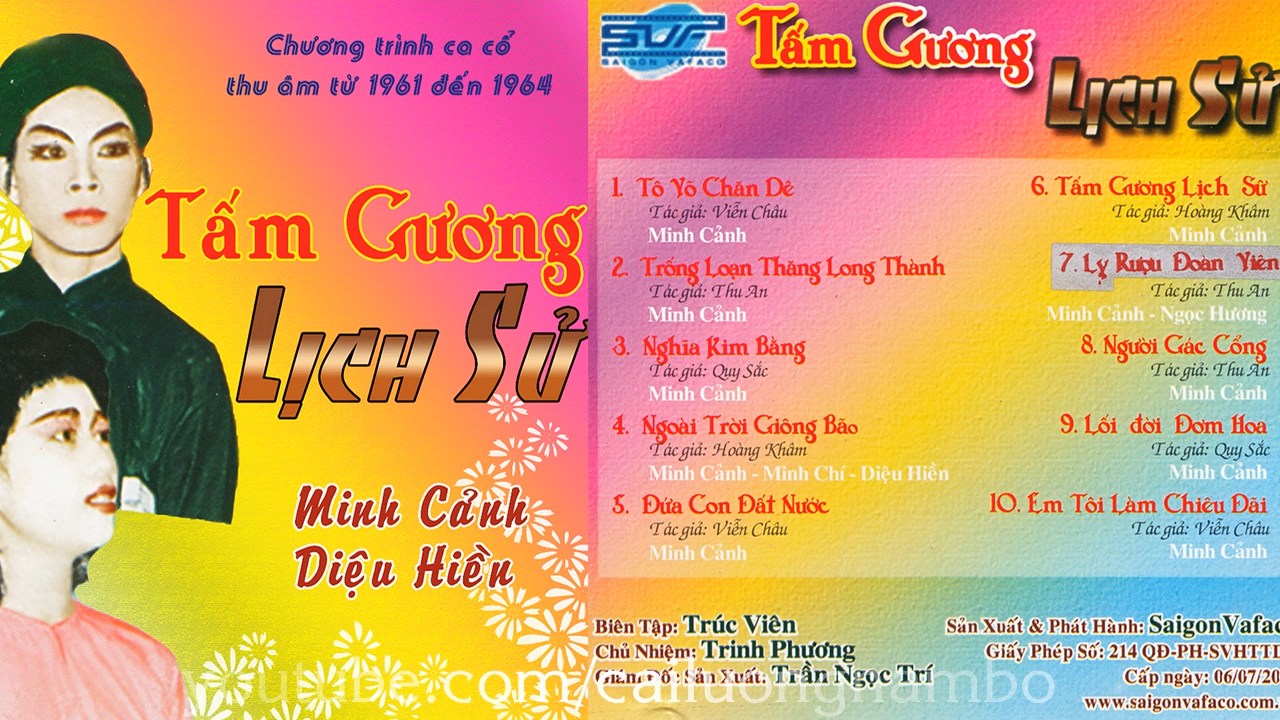 Chương trình ca cổ
thu âm từ 1961 đến 1964
Tấm Gương
Lịch Sử
Minh Cảnh
Diệu Hiền
SVF
SAIGON VAFACO
Tấm Gương
Lịch Sử
1. Tô Võ Chăn Dê
Tác giả: Viễn Châu
Minh Cảnh
2. Trống Loạn Thăng Long Thành
Tác giả: Thu An
Minh Cảnh
3. Nghĩa Kim Bằng
Tác giả: Quy Sắc
Minh Cảnh
4. Ngoài Trời Giông Bão
Tác giả: Hoàng Khâm
Minh Cảnh - Minh Chí - Diệu Hiền
5. Đứa Con Đất Nước
Tác giả: Viễn Châu
Minh Cảnh
6. Tấm Gương Lịch Sử
Tác giả: Hoàng Khâm
Minh Cảnh
7. Ly Rượu Đoàn Viên
Tác giả: Thu An
Minh Cảnh - Ngọc Hương
8. Người Gác Cổng
Tác giả: Thu An
Minh Cảnh
9. Lối đời Đơm Hoa
Tác giả: Quy Sắc
Minh Cảnh
10. Em Tôi Làm Chiêu Đãi
Tác giả: Viễn Châu
Minh Cảnh
Biên Tập: Trúc Viên
Chủ Nhiệm: Trinh Phương
Giám Đốc Sản Xuất: Trần Ngọc Trí
Sản Xuất & Phát Hành: SaigonVafac
Giấy Phép Số: 214 QĐ-PH-SVHTTD
Cấp ngày: 06/07/20
www.saigonvafaco.com.
youtube.com/cailuongnambo